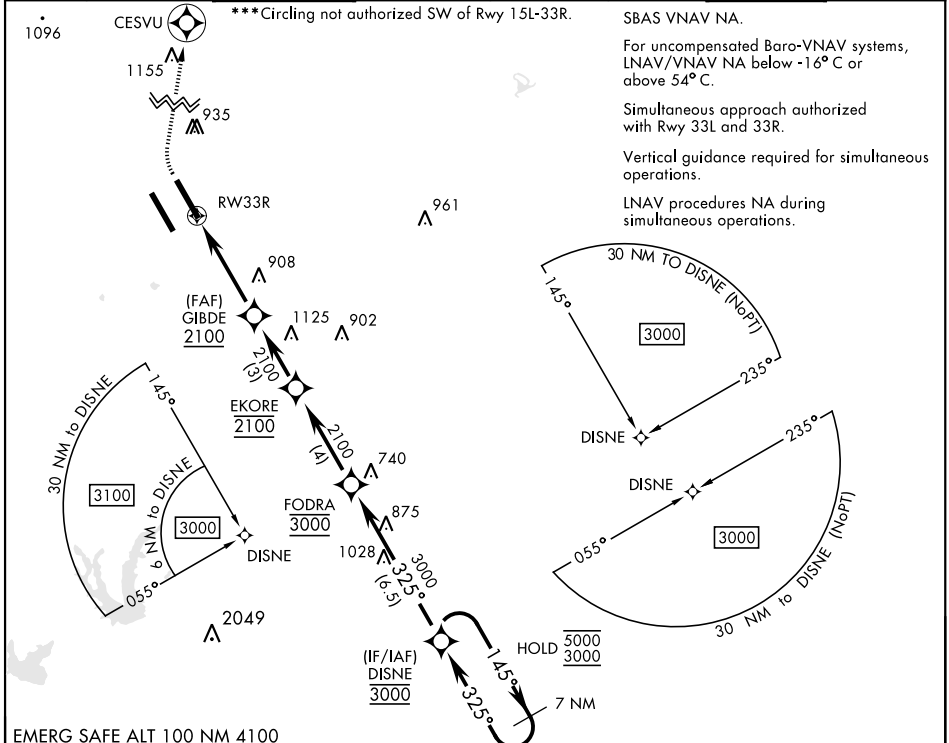 ***Circling not authorized SW of Rwy 15L-33R.
SBAS VNAV NA.
For uncompensated Baro-VNAV systems,
LNAV/VNAV NA below -16° C or
above 54° C.
Simultaneous approach authorized
with Rwy 33L and 33R.
Vertical guidance required for simultaneous
operations.
LNAV procedures NA during
simultaneous operations.
1096
CESVU
1155
935
RW33R
961
908
(FAF)
GIBDE
2100
1125
902
2100
(3)
EKORE
2100
2100
(4)
740
FODRA
3000
875
1028
3000
325°
(6.5)
(IF/IAF)
DISNE
3000
HOLD
5000
3000
145°
325°
7 NM
30 NM to DISNE
145°
3100
6 NM to DISNE
3000
DISNE
055°
2049
30 NM TO DISNE (NoPT)
145°
3000
235°
DISNE
DISNE
235°
055°
3000
30 NM to DISNE (NoPT)
EMERG SAFE ALT 100 NM 4100